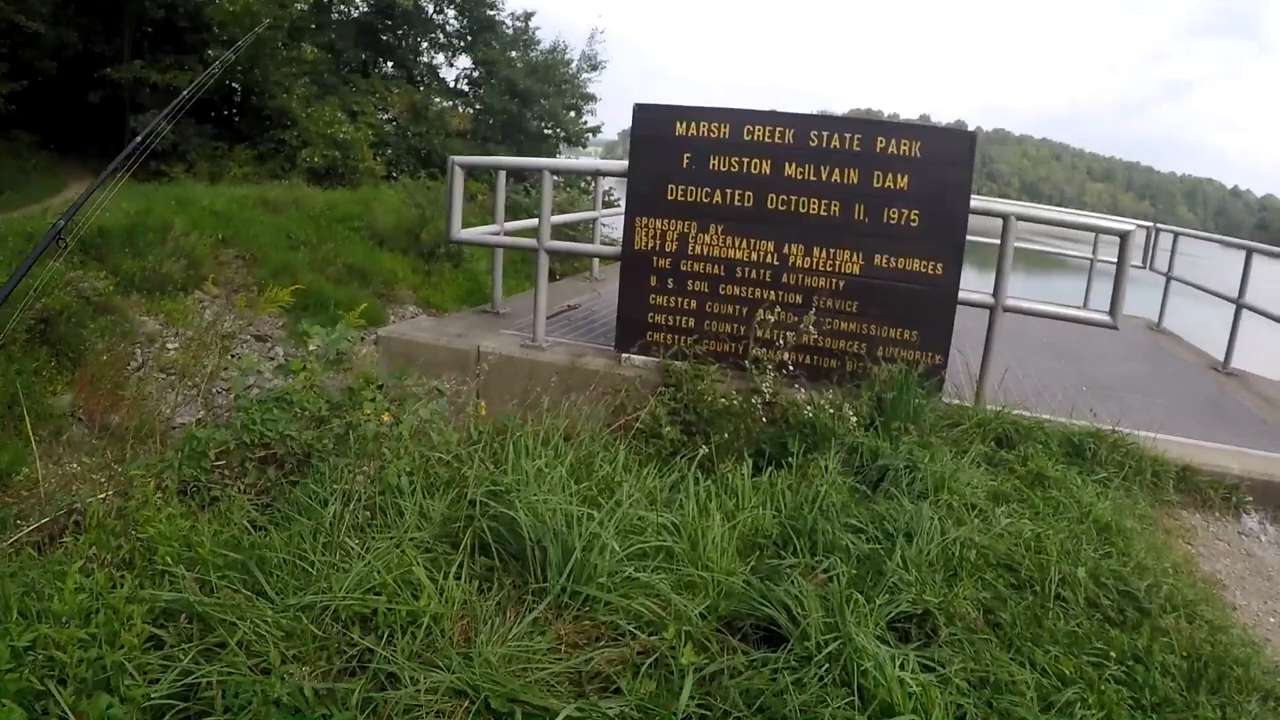 MARSH CREEK STATE PARK
F. HUSTON McILVAIN DAM
DEDICATED OCTOBER 11, 1975
SPONSORED BY
DEPT OF CONSERVATION AND NATURAL RESOURCES
DEPT OF ENVIRONMENTAL PROTECTION
THE GENERAL STATE AUTHORITY
U. S. SOIL CONSERVATION SERVICE
CHESTER COUNTY BOARD OF COMMISSIONERS
CHESTER COUNTY WATER RESOURCES AUTHORITY
CHESTER COUNTY CONSERVATION